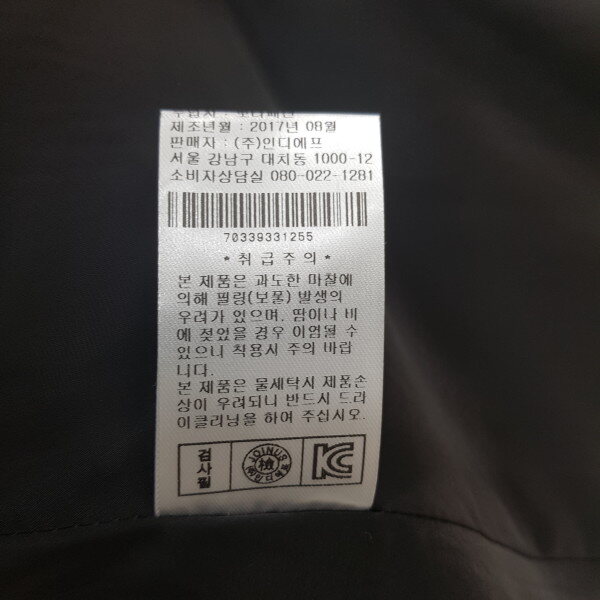 제조년월 : 2017년 08월
판매자 : (주)인디에프
서울 강남구 대치동 1000-12
소비자상담실 080-022-1281
70339331255
* 취급주의 *
본 제품은 과도한 마찰에
의해 필링(보풀) 발생의
우려가 있으며, 땀이나 비
에 젖었을 경우 이염될 수
있으니 착용시 주의 바랍
니다.
본 제품은 물세탁시 제품손
상이 우려되니 반드시 드라
이클리닝을 하여 주십시오.
검사필
JOINUS
檢
KC